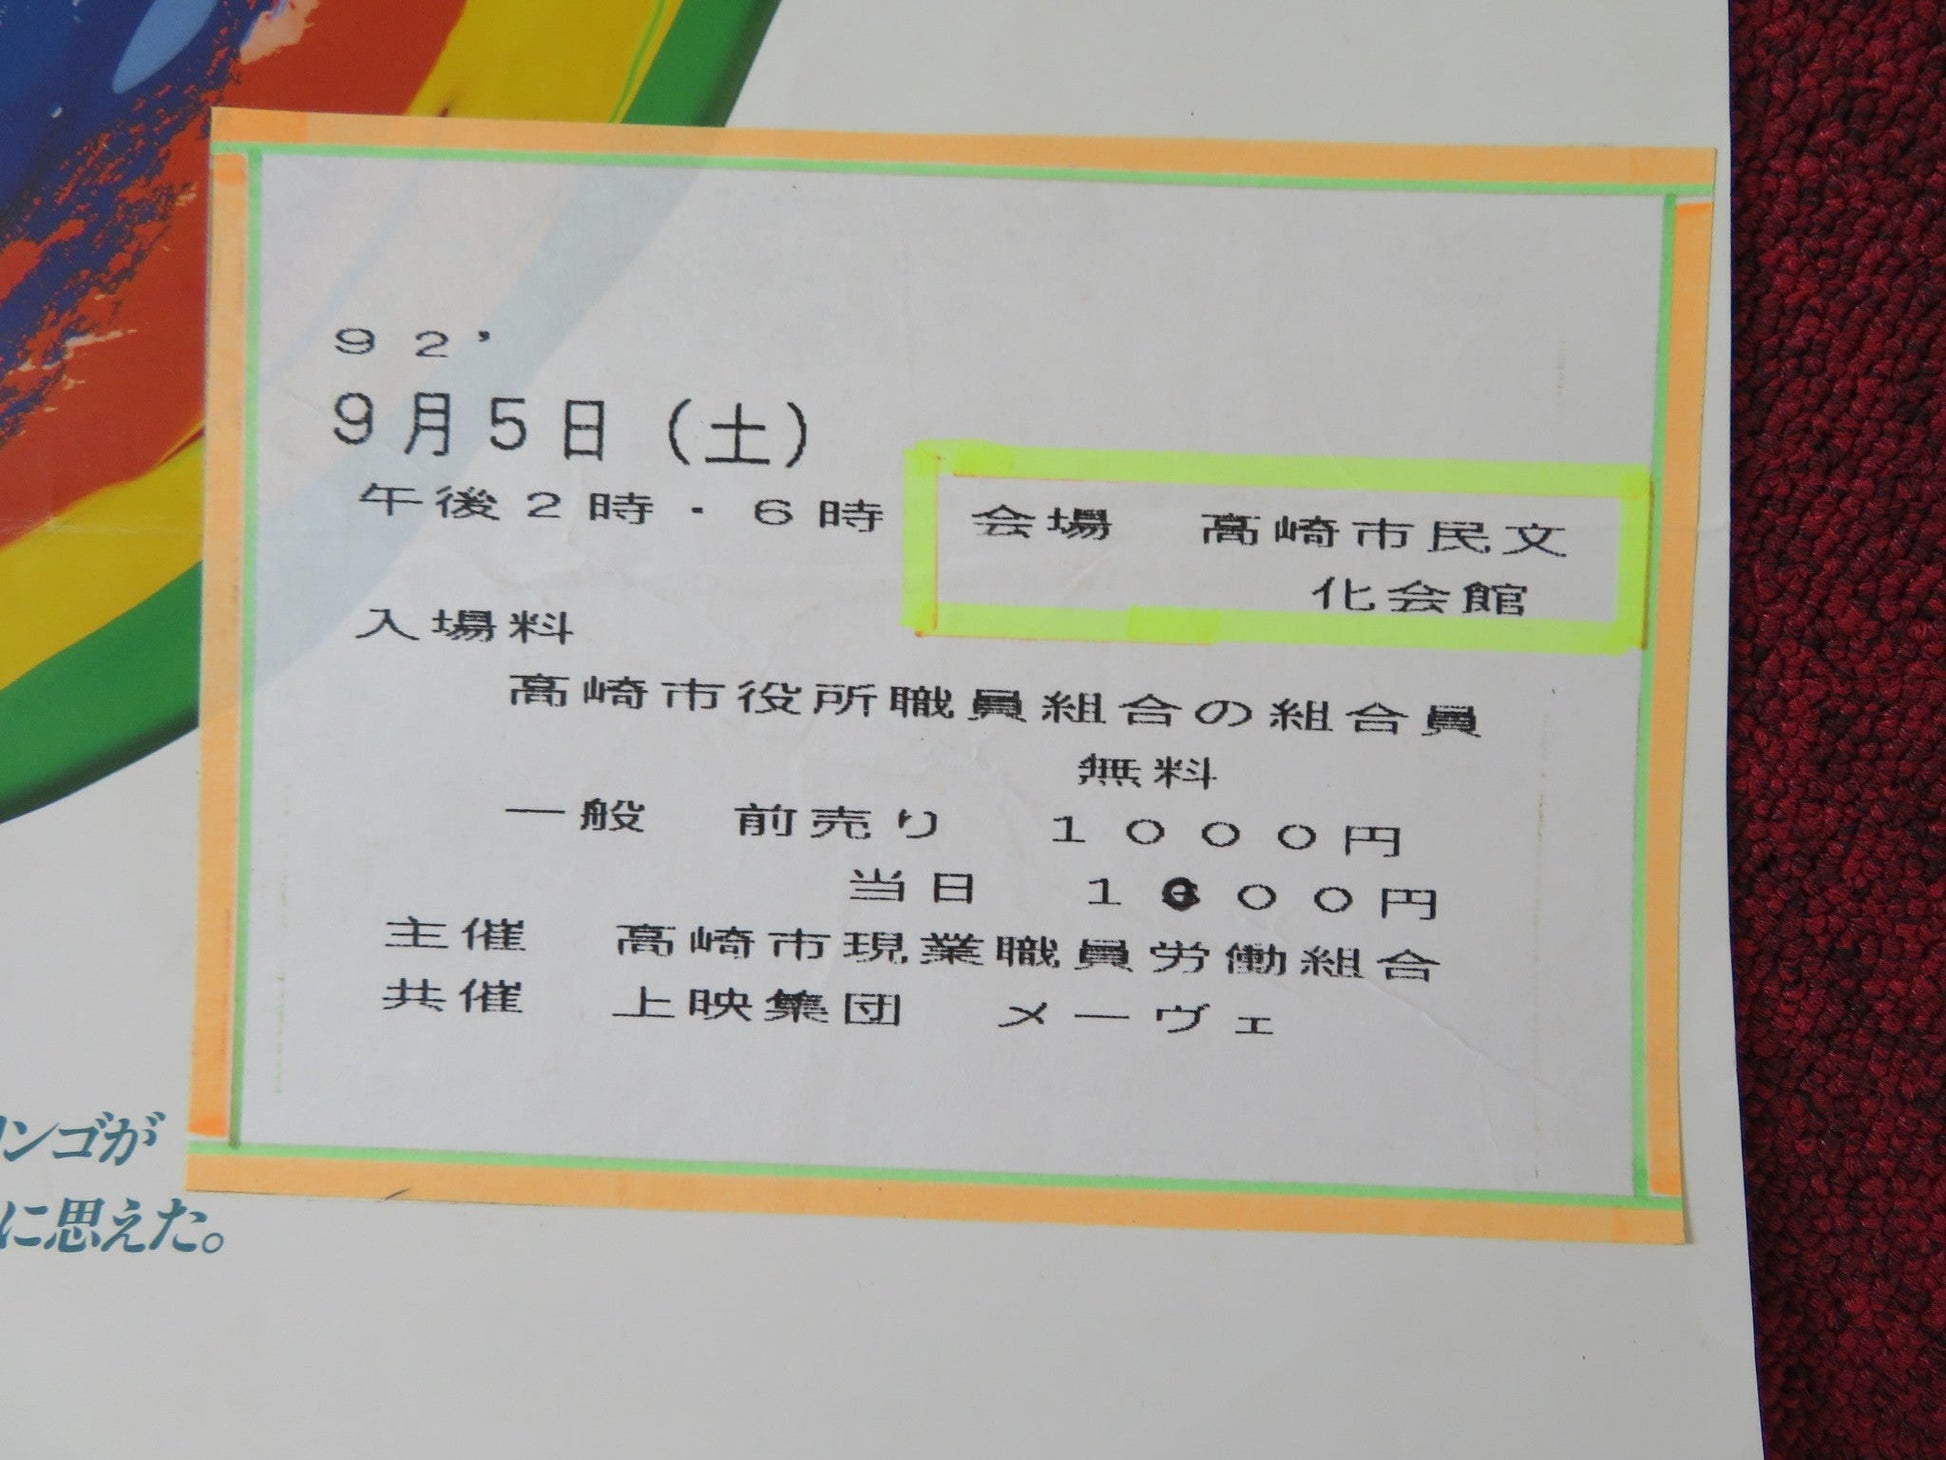 ９２’
９月５日（土）
午後２時・６時
会場　高崎市民文
化会館
入場料
高崎市役所職員組合の組合員
無料
一般　前売り　１０００円
当日　１６００円
主催　高崎市現業職員労働組合
共催　上映集団　メーヴェ
リンゴが
に思えた。